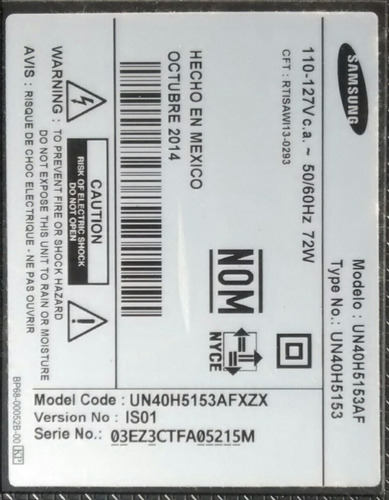 SAMSUNG
Modelo : UN40H5153AF
Type No.: UN40H5153
110-127Vc.a. ~ 50/60Hz 72W
CFT : RTISAWI13-0293
HECHO EN MEXICO
OCTUBRE 2014
NOM
NYCE
CAUTION
RISK OF ELECTRIC SHOCK
DO NOT OPEN
WARNING : TO PREVENT FIRE OR SHOCK HAZARD
DO NOT EXPOSE THIS UNIT TO RAIN OR MOISTURE
AVIS : RISQUE DE CHOC ELECTRIQUE - NE PAS OUVRIR
Model Code : UN40H5153AFXZX
Version No : IS01
Serie No.: 03EZ3CTFA05215M
BP68-00052B-00 KP